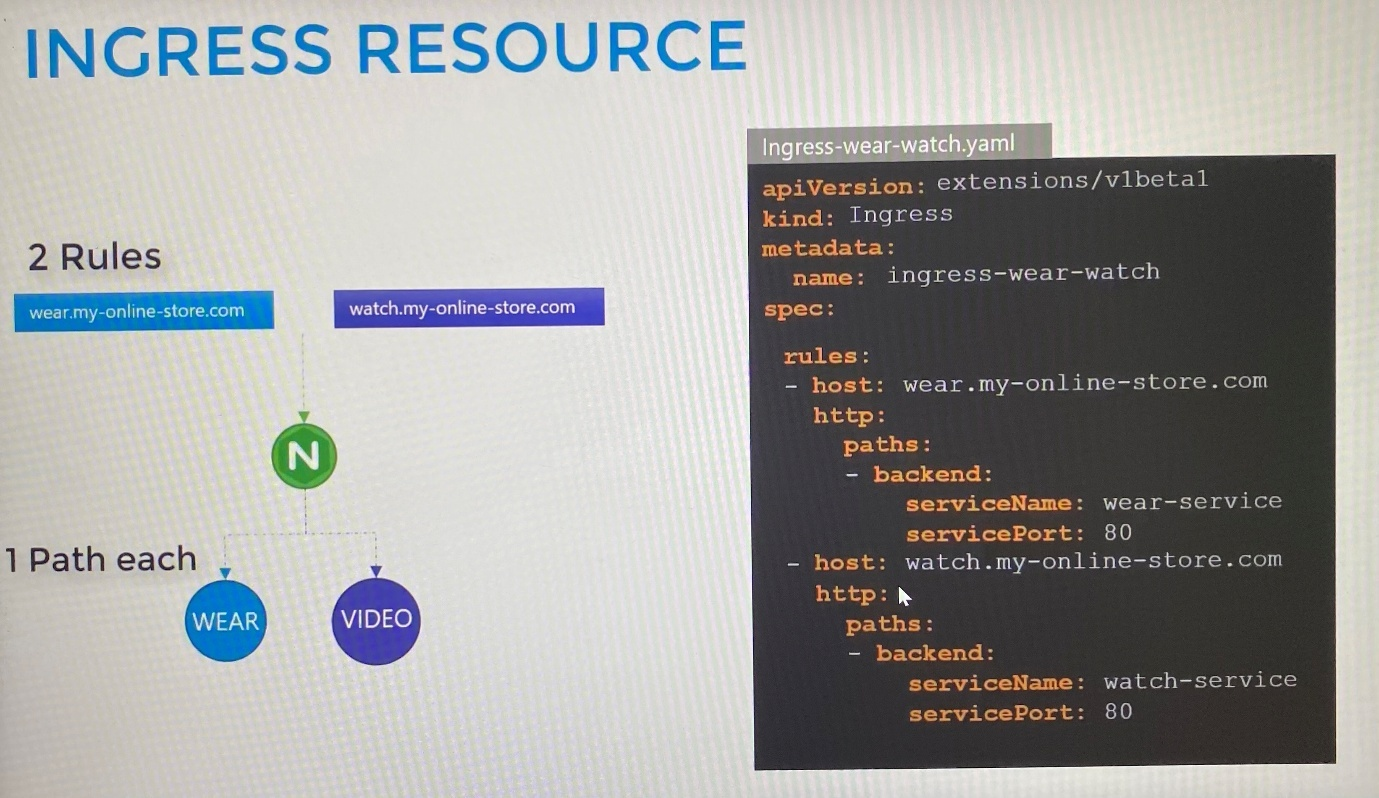 INGRESS RESOURCE
2 Rules
wear.my-online-store.com
watch.my-online-store.com
N
1 Path each
WEAR
VIDEO
Ingress-wear-watch.yaml
apiVersion: extensions/v1beta1
kind: Ingress
metadata:
  name: ingress-wear-watch
spec:
  rules:
  - host: wear.my-online-store.com
    http:
      paths:
      - backend:
          serviceName: wear-service
          servicePort: 80
  - host: watch.my-online-store.com
    http:
      paths:
      - backend:
          serviceName: watch-service
          servicePort: 80